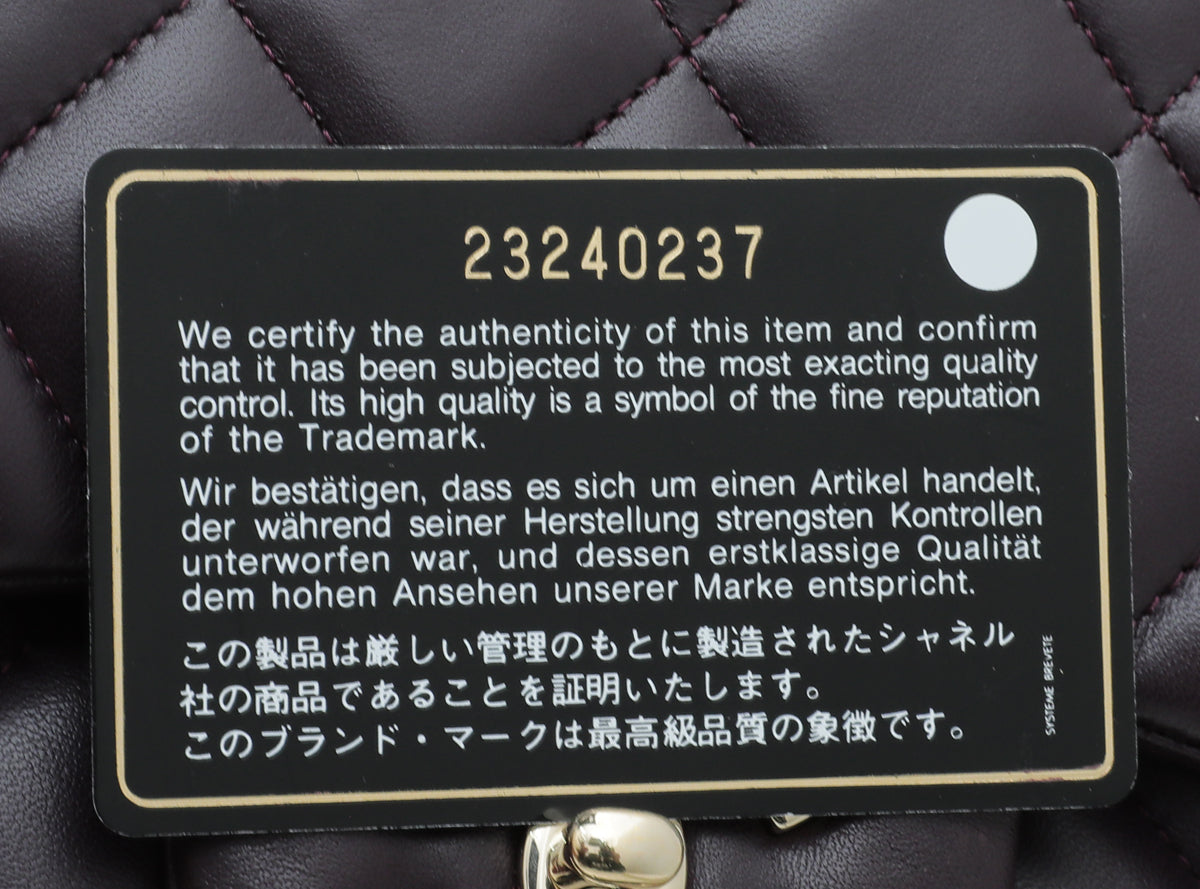 23240237
We certify the authenticity of this item and confirm
that it has been subjected to the most exacting quality
control. Its high quality is a symbol of the fine reputation
of the Trademark.
Wir bestätigen, dass es sich um einen Artikel handelt,
der während seiner Herstellung strengsten Kontrollen
unterworfen war, und dessen erstklassige Qualität
dem hohen Ansehen unserer Marke entspricht.
この製品は厳しい管理のもとに製造されたシャネル
社の商品であることを証明いたします。
このブランド・マークは最高級品質の象徴です。
SYSTEME BREVETE